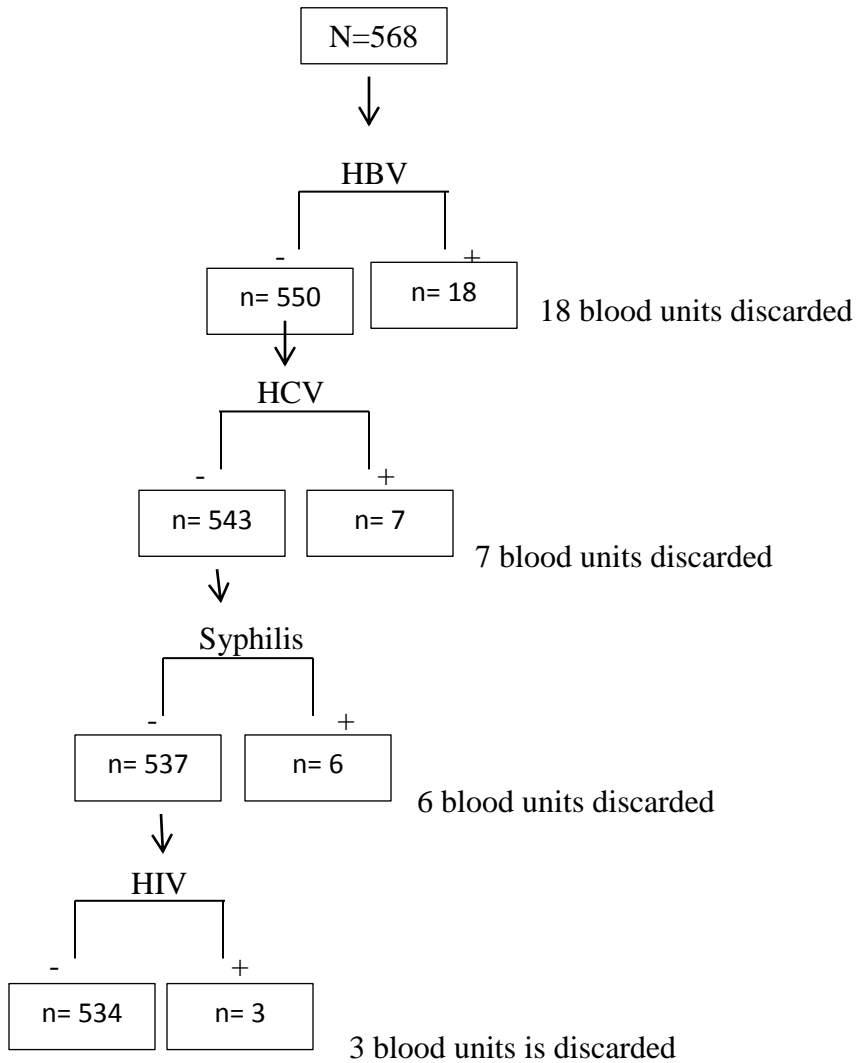 N=568
HBV
- +
n= 550 n= 18
18 blood units discarded
HCV
- +
n= 543 n= 7
7 blood units discarded
Syphilis
- +
n= 537 n= 6
6 blood units discarded
HIV
- +
n= 534 n= 3
3 blood units is discarded